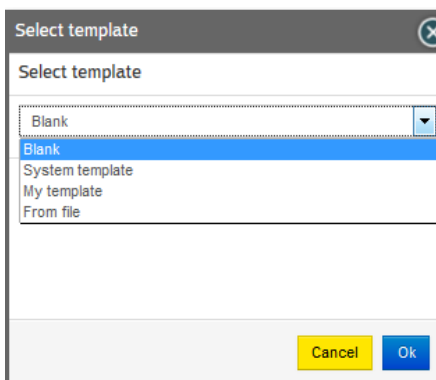 Select template
Select template
Blank
Blank
System template
My template
From file
Cancel Ok